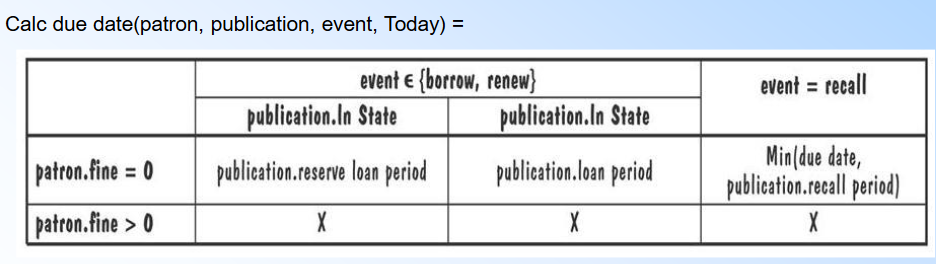 Calc due date(patron, publication, event, Today) =
event ∈ {borrow, renew}
event = recall
publication.In State
publication.In State
patron.fine = 0
publication.reserve loan period
publication.loan period
Min(due date,
publication.recall period)
patron.fine > 0
X
X
X